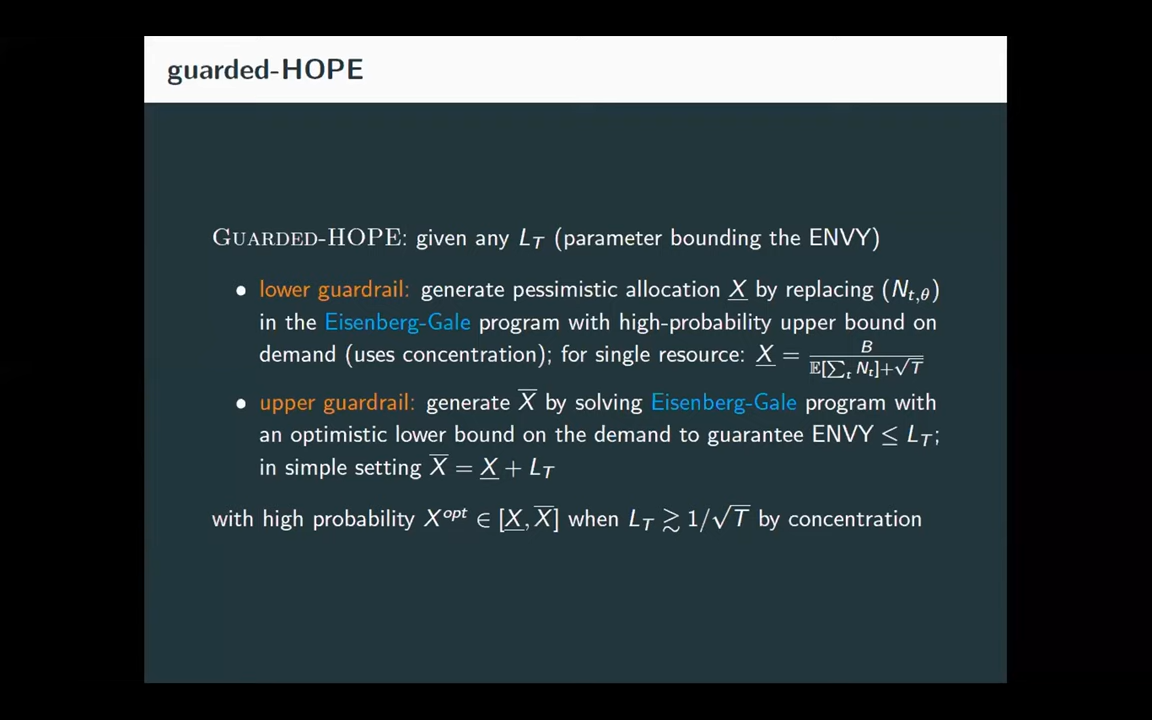 guarded-HOPE
GUARDED-HOPE: given any L_T (parameter bounding the ENVY)
• lower guardrail: generate pessimistic allocation X̲ by replacing (N_{t,θ})
in the Eisenberg-Gale program with high-probability upper bound on
demand (uses concentration); for single resource: X̲ = B / (𝔼[∑_t N_t]+√T)
• upper guardrail: generate X̅ by solving Eisenberg-Gale program with
an optimistic lower bound on the demand to guarantee ENVY ≤ L_T;
in simple setting X̅ = X̲ + L_T
with high probability X^{opt} ∈ [X̲, X̅] when L_T ≳ 1/√T by concentration